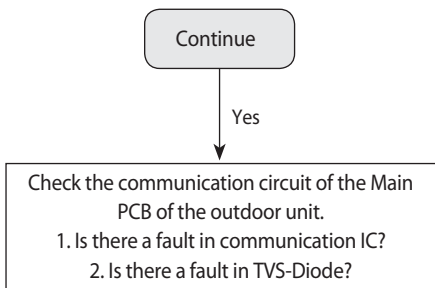 Continue
Yes
Check the communication circuit of the Main
PCB of the outdoor unit.
1. Is there a fault in communication IC?
2. Is there a fault in TVS-Diode?